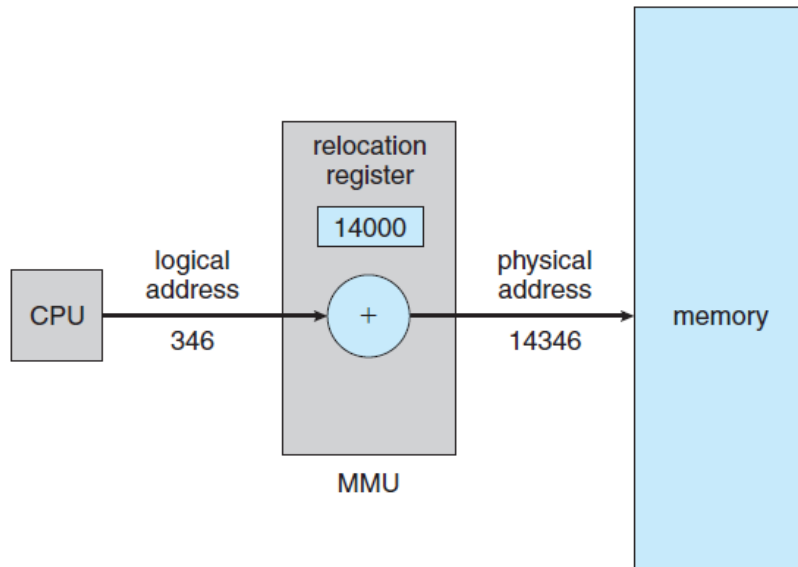 relocation
register
14000
logical
address
physical
address
CPU
+
memory
346
14346
MMU